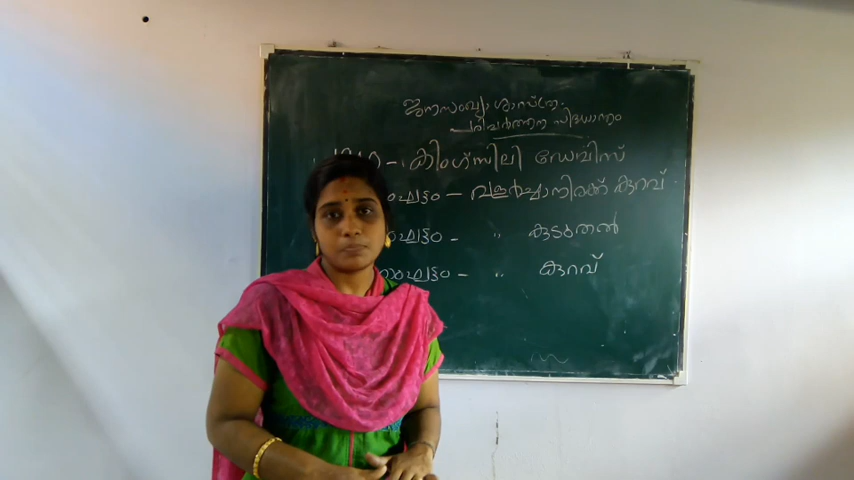 ജനസംഖ്യാശാസ്ത്ര
പരിവർത്തന സിദ്ധാന്തം
– കിംഗ്സിലി ഡേവിസ്
ഘട്ടം – വളർച്ചാനിരക്ക് കുറവ്
ഘട്ടം – " കൂടുതൽ
ഘട്ടം – " കുറവ്